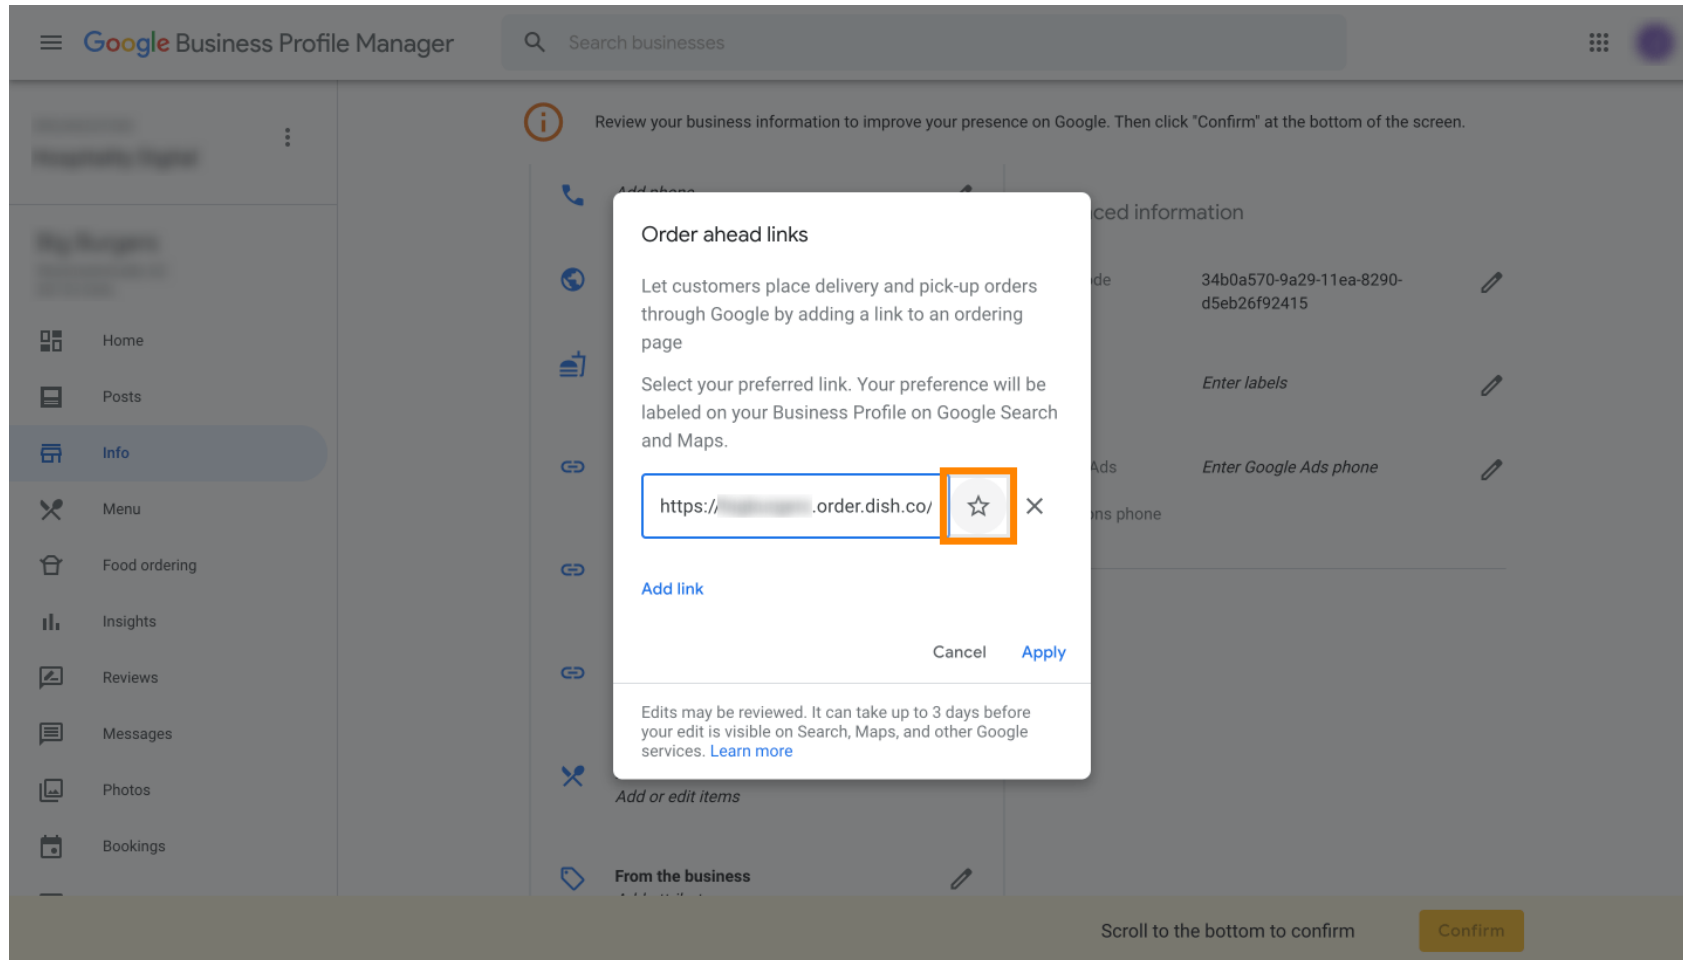 Google Business Profile Manager
Search businesses
Review your business information to improve your presence on Google. Then click "Confirm" at the bottom of the screen.
Home
Posts
Info
Menu
Food ordering
Insights
Reviews
Messages
Photos
Bookings
Add phone
Order ahead links
Let customers place delivery and pick-up orders
through Google by adding a link to an ordering
page
Select your preferred link. Your preference will be
labeled on your Business Profile on Google Search
and Maps.
https:// .order.dish.co/
Add link
Cancel Apply
Edits may be reviewed. It can take up to 3 days before
your edit is visible on Search, Maps, and other Google
services. Learn more
Add or edit items
From the business
information
34b0a570-9a29-11ea-8290-
d5eb26f92415
Enter labels
Ads Enter Google Ads phone
phone
Scroll to the bottom to confirm Confirm